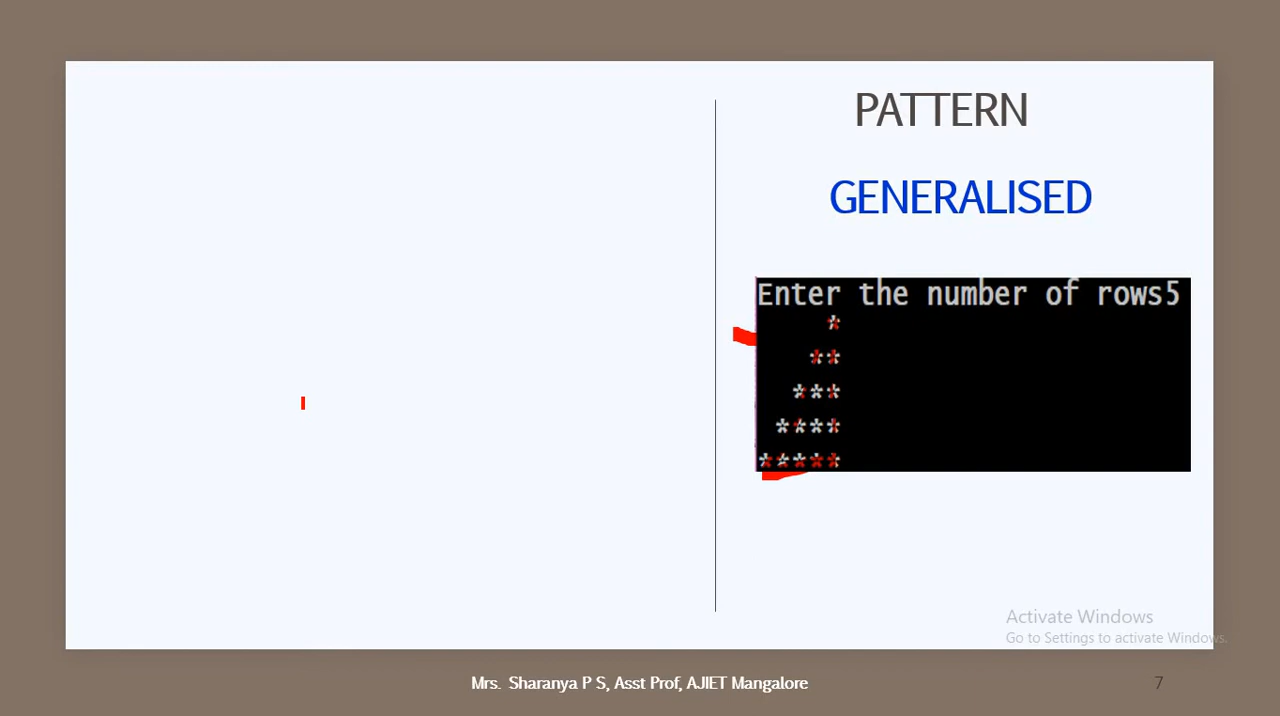 PATTERN
GENERALISED
Enter the number of rows5
*
**
***
****
*****
Activate Windows
Go to Settings to activate Windows.
Mrs. Sharanya P S, Asst Prof, AJIET Mangalore
7